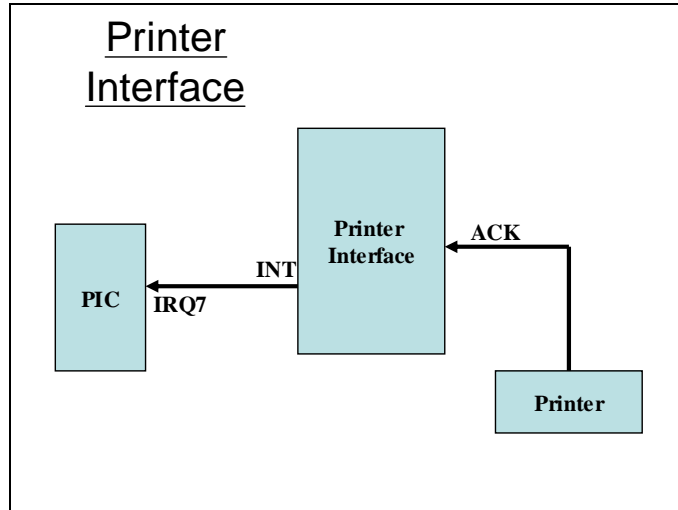 Printer
Interface
Printer
Interface
ACK
INT
PIC
IRQ7
Printer